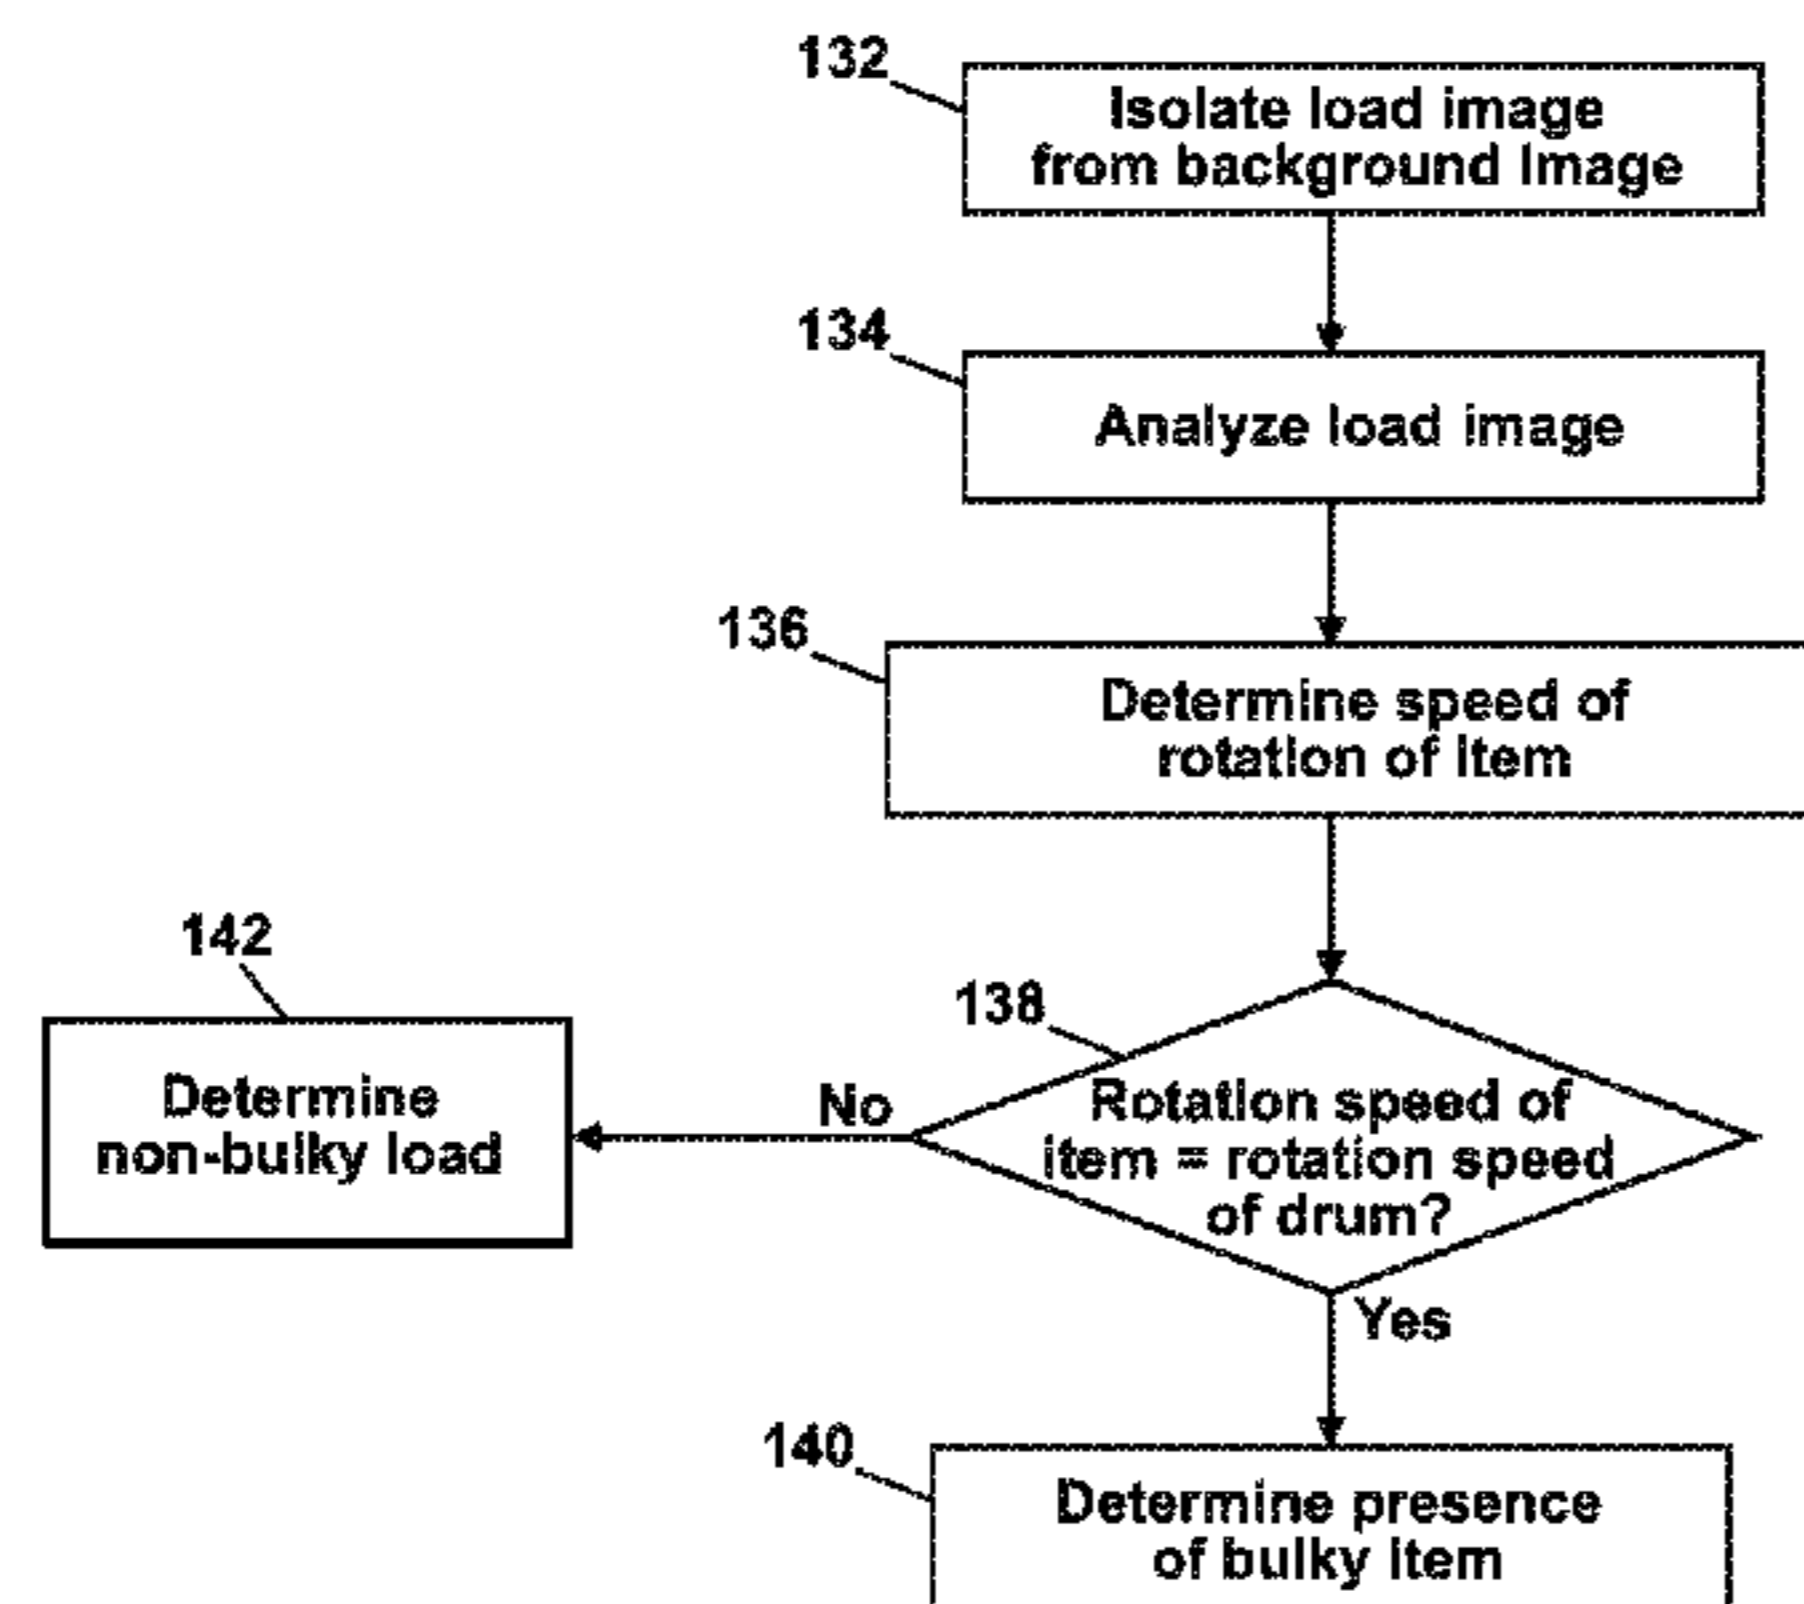 132
Isolate load image
from background Image
134
Analyze load image
136
Determine speed of
rotation of Item
142
Determine
non-bulky load
No
138
Rotation speed of
item = rotation speed
of drum?
Yes
140
Determine presence
of bulky Item